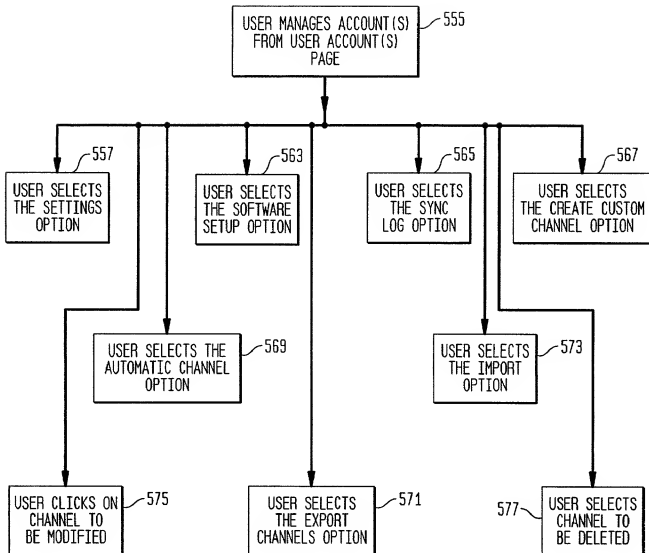 USER MANAGES ACCOUNT(S)
FROM USER ACCOUNT(S)
PAGE
555
557
USER SELECTS
THE SETTINGS
OPTION
563
USER SELECTS
THE SOFTWARE
SETUP OPTION
565
USER SELECTS
THE SYNC
LOG OPTION
567
USER SELECTS
THE CREATE CUSTOM
CHANNEL OPTION
USER SELECTS THE
AUTOMATIC CHANNEL
OPTION
569
USER SELECTS
THE IMPORT
OPTION
573
USER CLICKS ON
CHANNEL TO
BE MODIFIED
575
USER SELECTS
THE EXPORT
CHANNELS OPTION
571
577
USER SELECTS
CHANNEL TO
BE DELETED